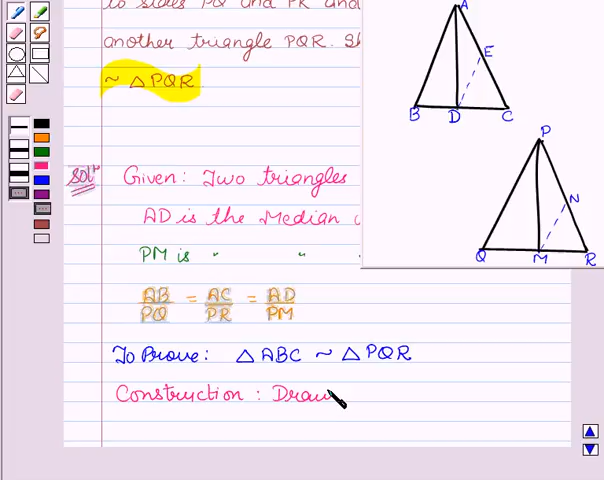 to sides PQ and PR and
another triangle PQR. Sh
~ △PQR
A
E
B D C
P
N
Q M R
Solⁿ Given: Two triangles
AD is the Median
PM is " "
AB/PQ = AC/PR = AD/PM
To Prove: △ ABC ~ △ PQR
Construction: Draw